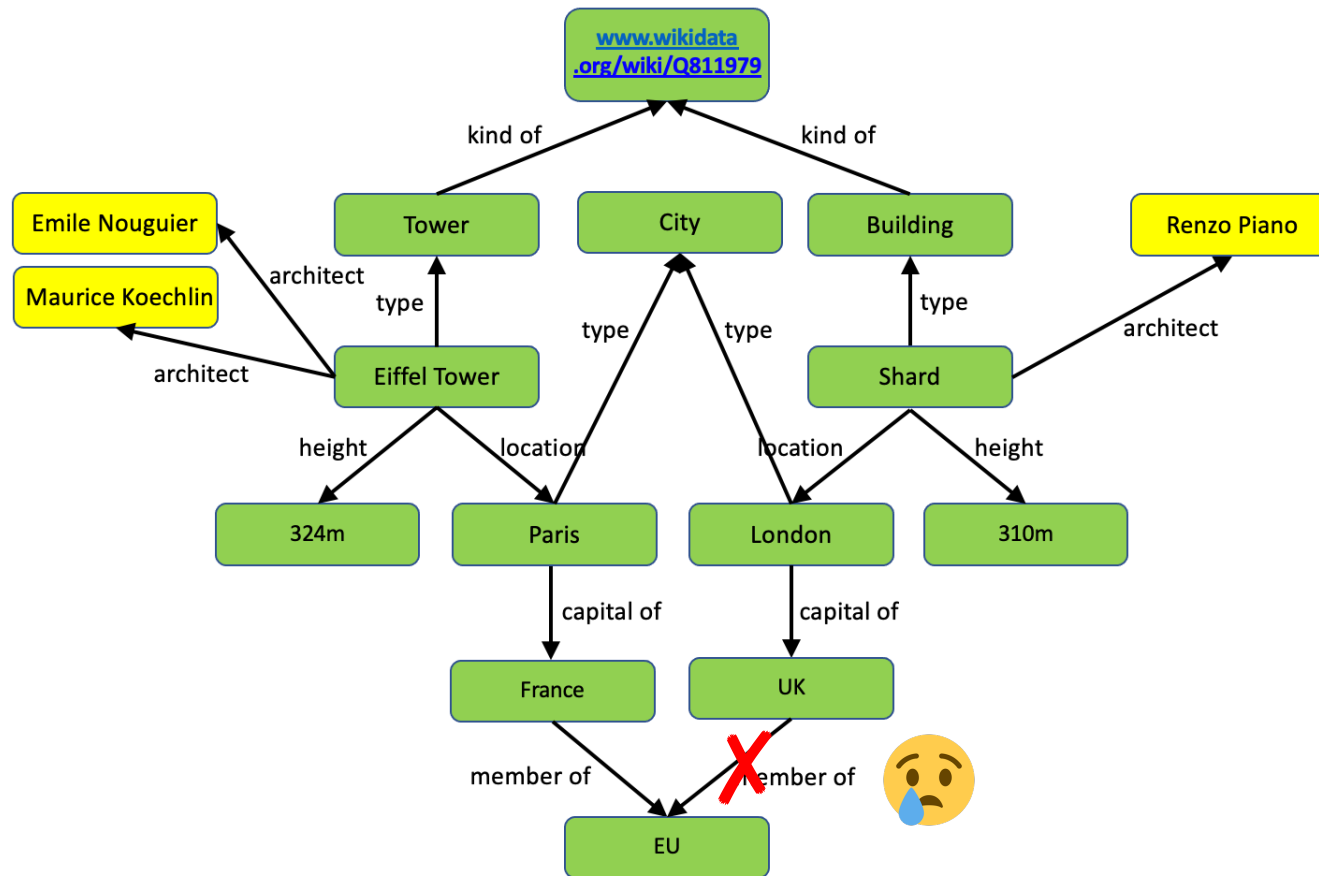 www.wikidata
.org/wiki/Q811979
kind of
kind of
Emile Nouguier
Tower
City
Building
Renzo Piano
architect
Maurice Koechlin
type
type
type
type
architect
architect
Eiffel Tower
Shard
height
location
location
height
324m
Paris
London
310m
capital of
capital of
France
UK
member of
member of
EU